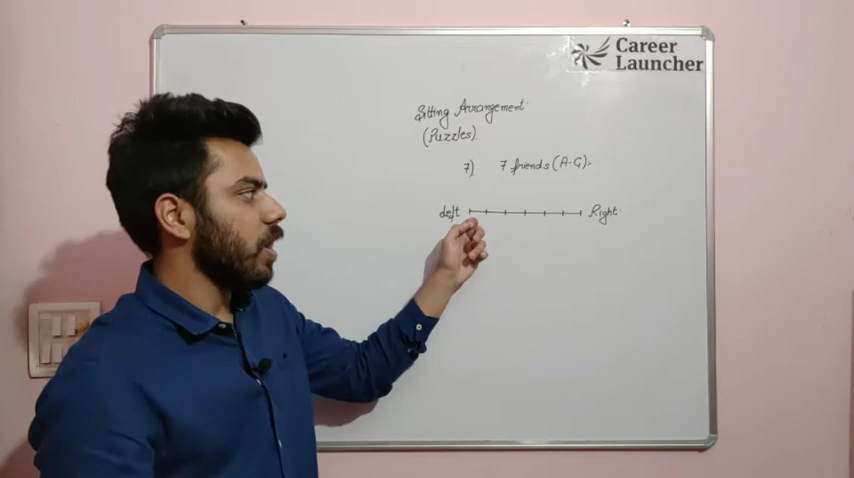 Career
Launcher
Sitting Arrangement
(Puzzles)
7) 7 friends (A-G)
Left Right